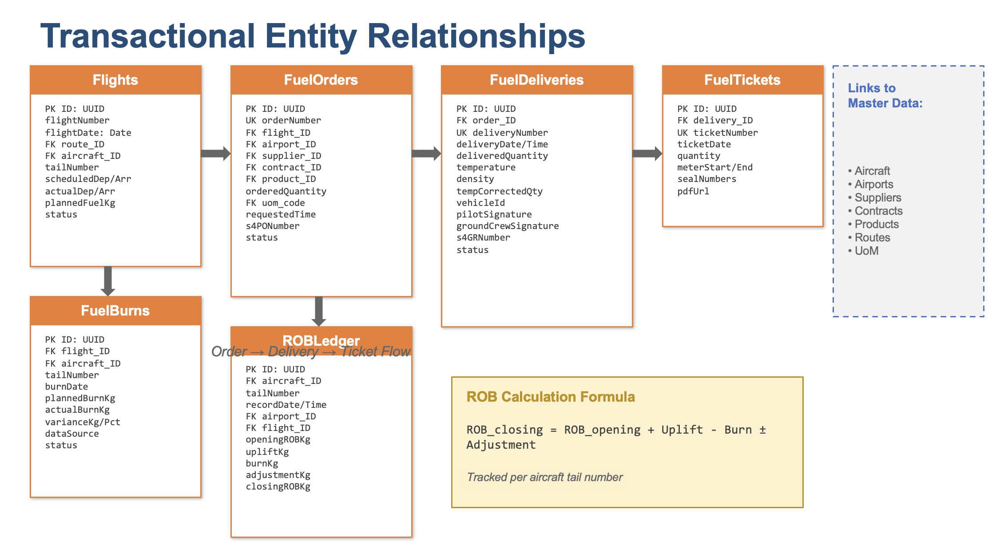 Transactional Entity Relationships
Flights
PK ID: UUID
flightNumber
flightDate: Date
FK route_ID
FK aircraft_ID
tailNumber
scheduledDep/Arr
actualDep/Arr
plannedFuelKg
status
FuelOrders
PK ID: UUID
UK orderNumber
FK flight_ID
FK airport_ID
FK supplier_ID
FK contract_ID
FK product_ID
orderedQuantity
FK uom_code
requestedTime
s4PONumber
status
FuelDeliveries
PK ID: UUID
FK order_ID
UK deliveryNumber
deliveryDate/Time
deliveredQuantity
temperature
density
tempCorrectedQty
vehicleId
pilotSignature
groundCrewSignature
s4GRNumber
status
FuelTickets
PK ID: UUID
FK delivery_ID
UK ticketNumber
ticketDate
quantity
meterStart/End
sealNumbers
pdfUrl
Links to
Master Data:
• Aircraft
• Airports
• Suppliers
• Contracts
• Products
• Routes
• UoM
FuelBurns
PK ID: UUID
FK flight_ID
FK aircraft_ID
tailNumber
burnDate
plannedBurnKg
actualBurnKg
varianceKg/Pct
dataSource
status
ROBLedger
Order → Delivery → Ticket Flow
PK ID: UUID
FK aircraft_ID
tailNumber
recordDate/Time
FK airport_ID
FK flight_ID
openingROBKg
upliftKg
burnKg
adjustmentKg
closingROBKg
ROB Calculation Formula
ROB_closing = ROB_opening + Uplift - Burn ±
Adjustment
Tracked per aircraft tail number